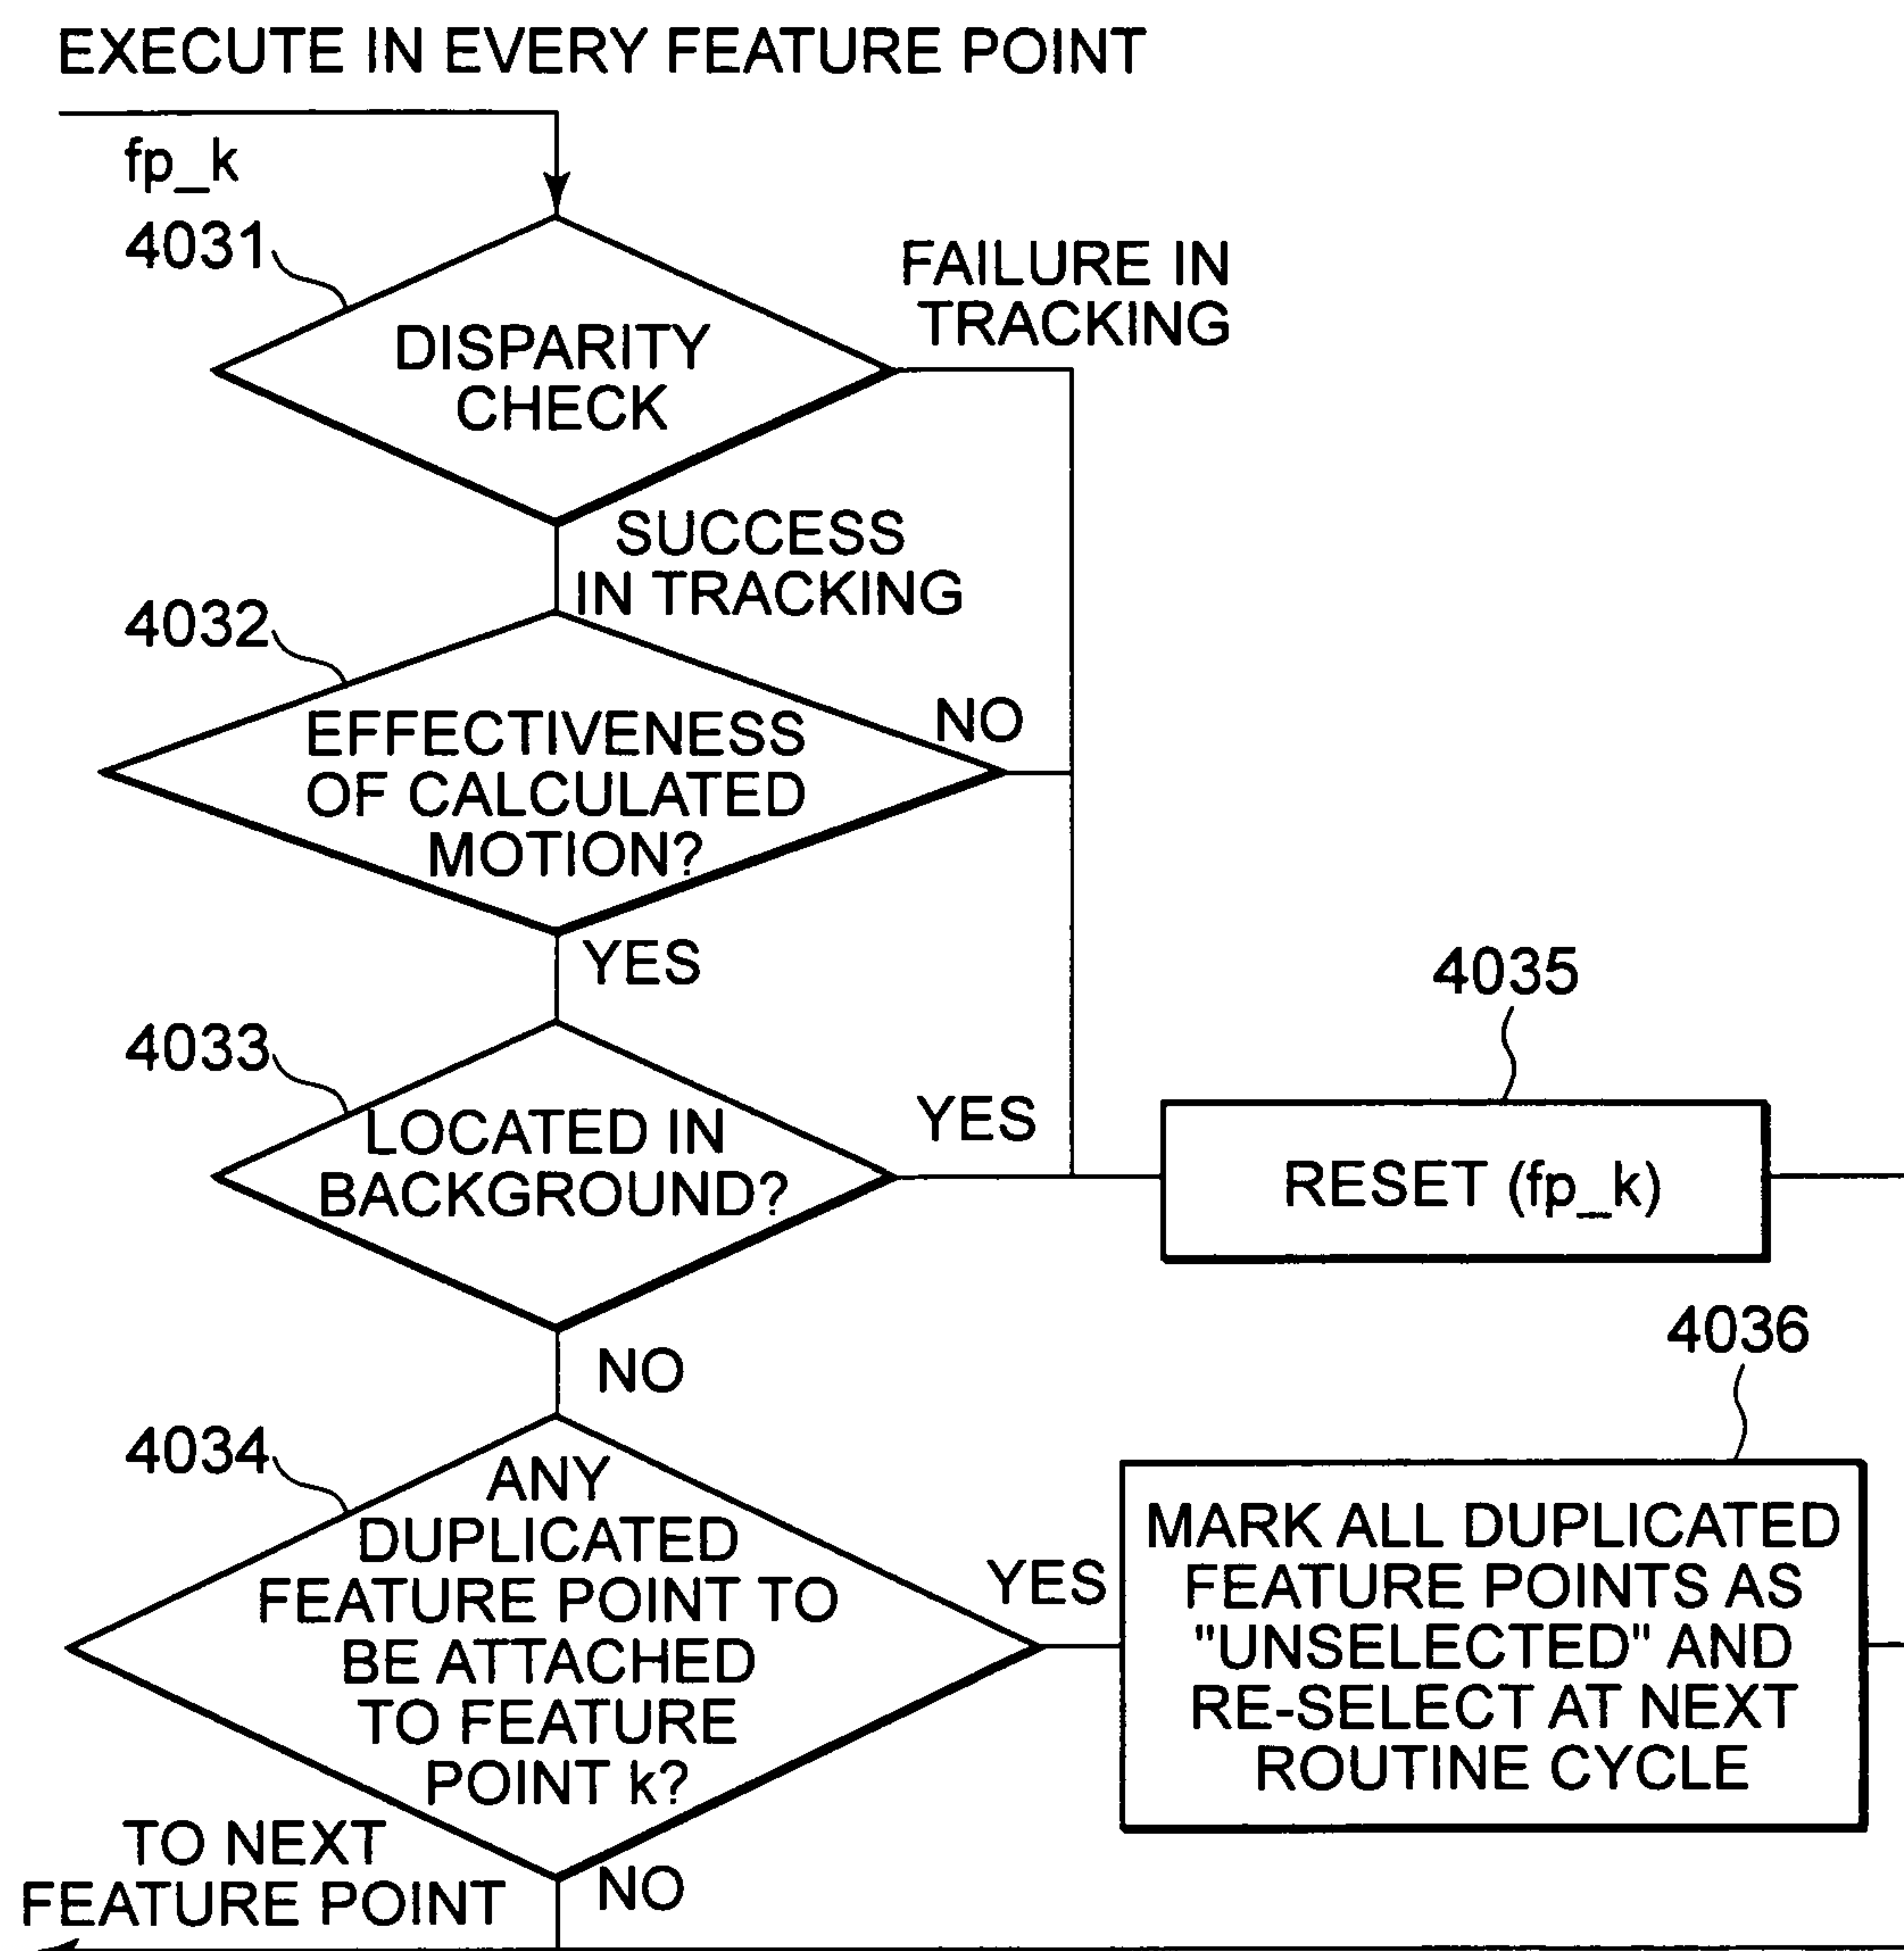 EXECUTE IN EVERY FEATURE POINT
fp_k
4031
DISPARITY
CHECK
FAILURE IN
TRACKING
SUCCESS
IN TRACKING
4032
EFFECTIVENESS
OF CALCULATED
MOTION?
NO
YES
4033
LOCATED IN
BACKGROUND?
YES
4035
RESET (fp_k)
NO
4034
ANY
DUPLICATED
FEATURE POINT TO
BE ATTACHED
TO FEATURE
POINT k?
YES
4036
MARK ALL DUPLICATED
FEATURE POINTS AS
"UNSELECTED" AND
RE-SELECT AT NEXT
ROUTINE CYCLE
TO NEXT
FEATURE POINT
NO